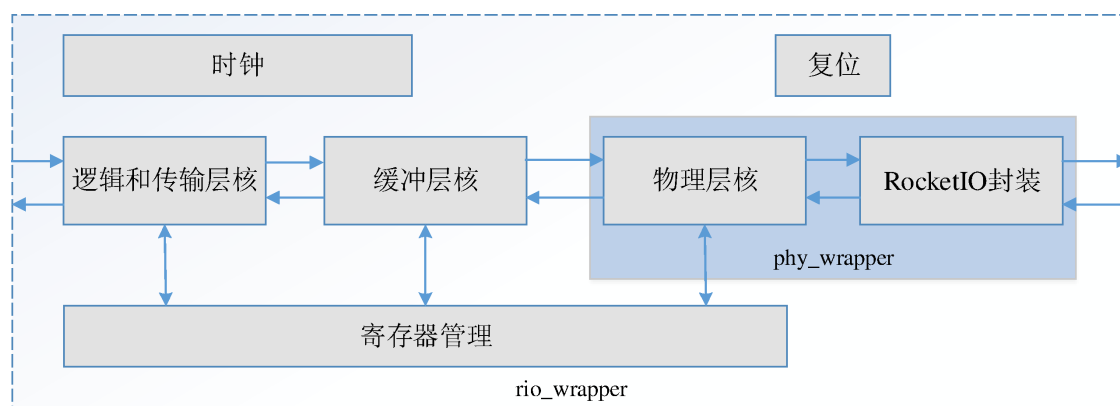 时钟
复位
逻辑和传输层核
缓冲层核
物理层核
RocketIO封装
phy_wrapper
寄存器管理
rio_wrapper